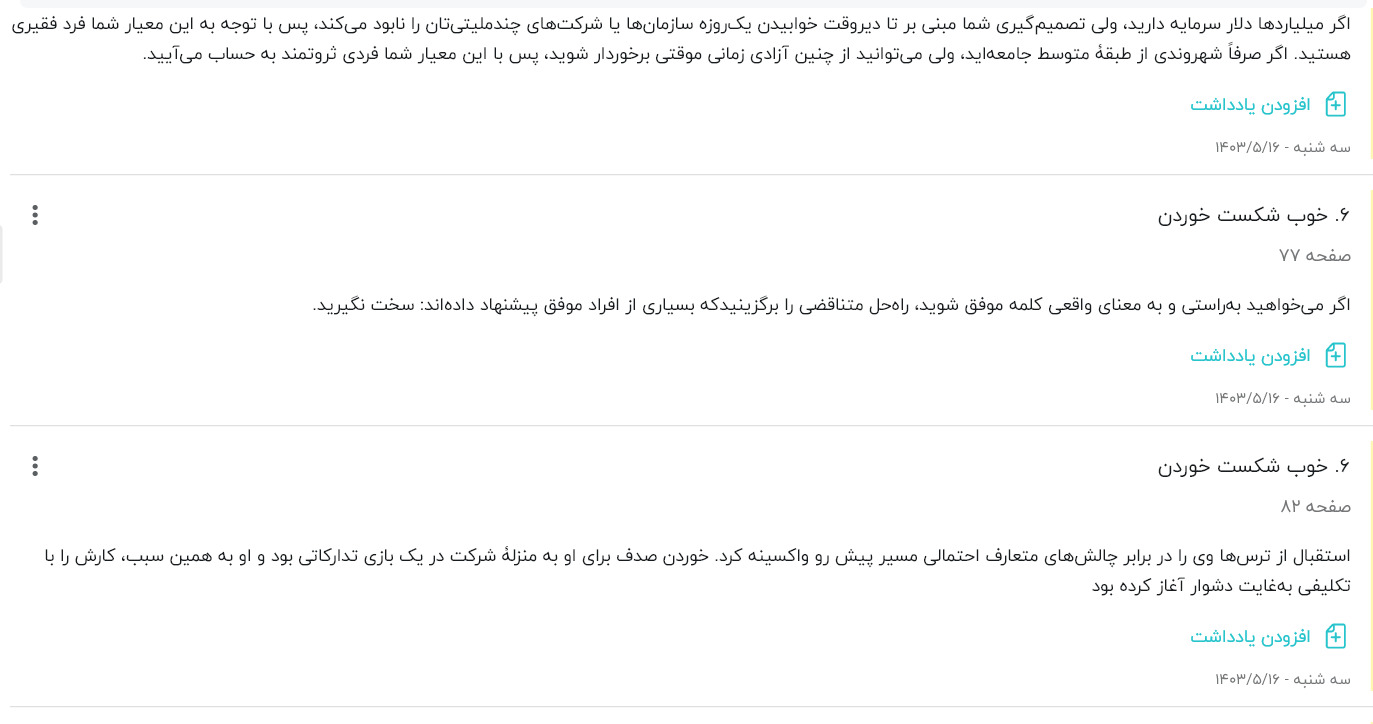 اگر میلیاردها دلار سرمایه دارید، ولی تصمیم‌گیری شما مبنی بر تا دیروقت خوابیدن یک‌روزه سازمان‌ها یا شرکت‌های چندملیتی‌تان را نابود می‌کند، پس با توجه به این معیار شما فرد فقیری
هستید. اگر صرفاً شهروندی از طبقهٔ متوسط جامعه‌اید، ولی می‌توانید از چنین آزادی زمانی موقتی برخوردار شوید، پس با این معیار شما فردی ثروتمند به حساب می‌آیید.
افزودن یادداشت
سه شنبه - ۱۴۰۳/۵/۱۶
۶. خوب شکست خوردن
صفحه ۷۷
اگر می‌خواهید به‌راستی و به معنای واقعی کلمه موفق شوید، راه‌حل متناقضی را برگزینیدکه بسیاری از افراد موفق پیشنهاد داده‌اند: سخت نگیرید.
افزودن یادداشت
سه شنبه - ۱۴۰۳/۵/۱۶
۶. خوب شکست خوردن
صفحه ۸۲
استقبال از ترس‌ها وی را در برابر چالش‌های متعارف احتمالی مسیر پیش رو واکسینه کرد. خوردن صدف برای او به منزلهٔ شرکت در یک بازی تدارکاتی بود و او به همین سبب، کارش را با
تکلیفی به‌غایت دشوار آغاز کرده بود
افزودن یادداشت
سه شنبه - ۱۴۰۳/۵/۱۶